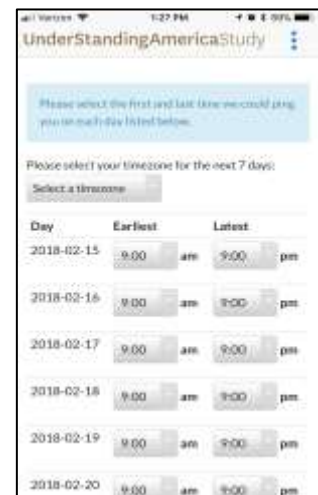 Verizon 1:27 PM
UnderStandingAmericaStudy
Please select the first and last time we could ping
you on each day listed below.
Please select your timezone for the next 7 days:
Select a timezone
Day Earliest Latest
2018-02-15 9:00 am 9:00 pm
2018-02-16 9:00 am 9:00 pm
2018-02-17 9:00 am 9:00 pm
2018-02-18 9:00 am 9:00 pm
2018-02-19 9:00 am 9:00 pm
2018-02-20 9:00 am 9:00 pm